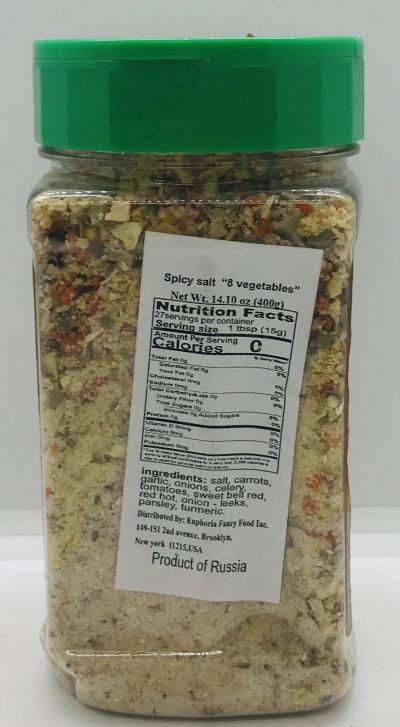 Spicy salt "8 vegetables"
Net Wt. 14.10 oz (400g)
Nutrition Facts
27servings per container
Serving size 1 tbsp (15g)
Amount Per Serving
Calories 0
% Daily Value*
Total Fat 0g 0%
Saturated Fat 0g 0%
Trans Fat 0g
Cholesterol 0mg 0%
Sodium 0mg 0%
Total Carbohydrate 0g 0%
Dietary Fiber 0g 0%
Total Sugars 0g
Includes 0g Added Sugars 0%
Protein 0g 0%
Vitamin D 0mcg 0%
Calcium 0mg 0%
Iron 0mg 0%
Potassium 0mg 0%
ingredients: salt, carrots,
garlic, onions, celery,
tomatoes, sweet bell red,
red hot, onion - leeks,
parsley, turmeric.
Distributed by: Euphoria Fancy Food Inc.
149-151 2nd avenue, Brooklyn,
New york 11215,USA
Product of Russia